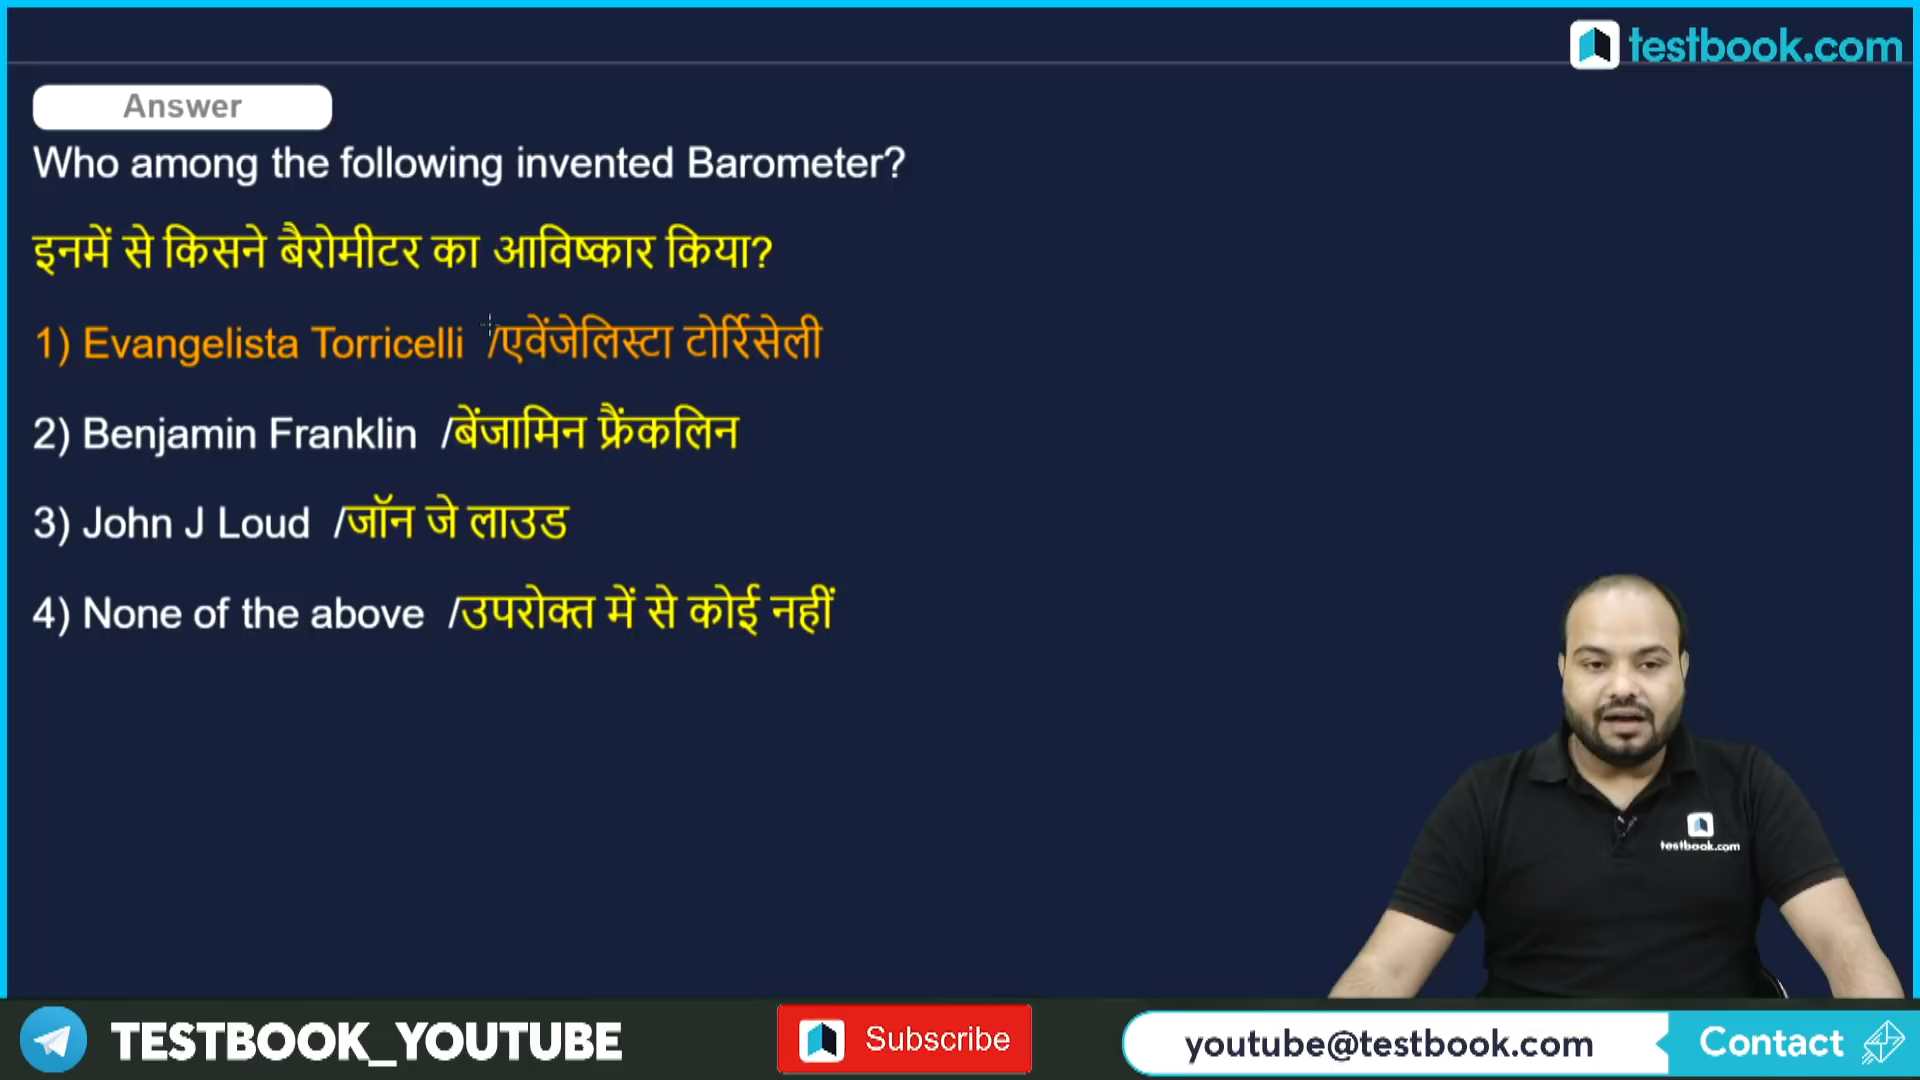 testbook.com
Answer
Who among the following invented Barometer?
इनमें से किसने बैरोमीटर का आविष्कार किया?
1) Evangelista Torricelli /एवेंजेलिस्टा टोर्रिसेली
2) Benjamin Franklin /बेंजामिन फ्रैंकलिन
3) John J Loud /जॉन जे लाउड
4) None of the above /उपरोक्त में से कोई नहीं
testbook.com
TESTBOOK_YOUTUBE
Subscribe
youtube@testbook.com
Contact